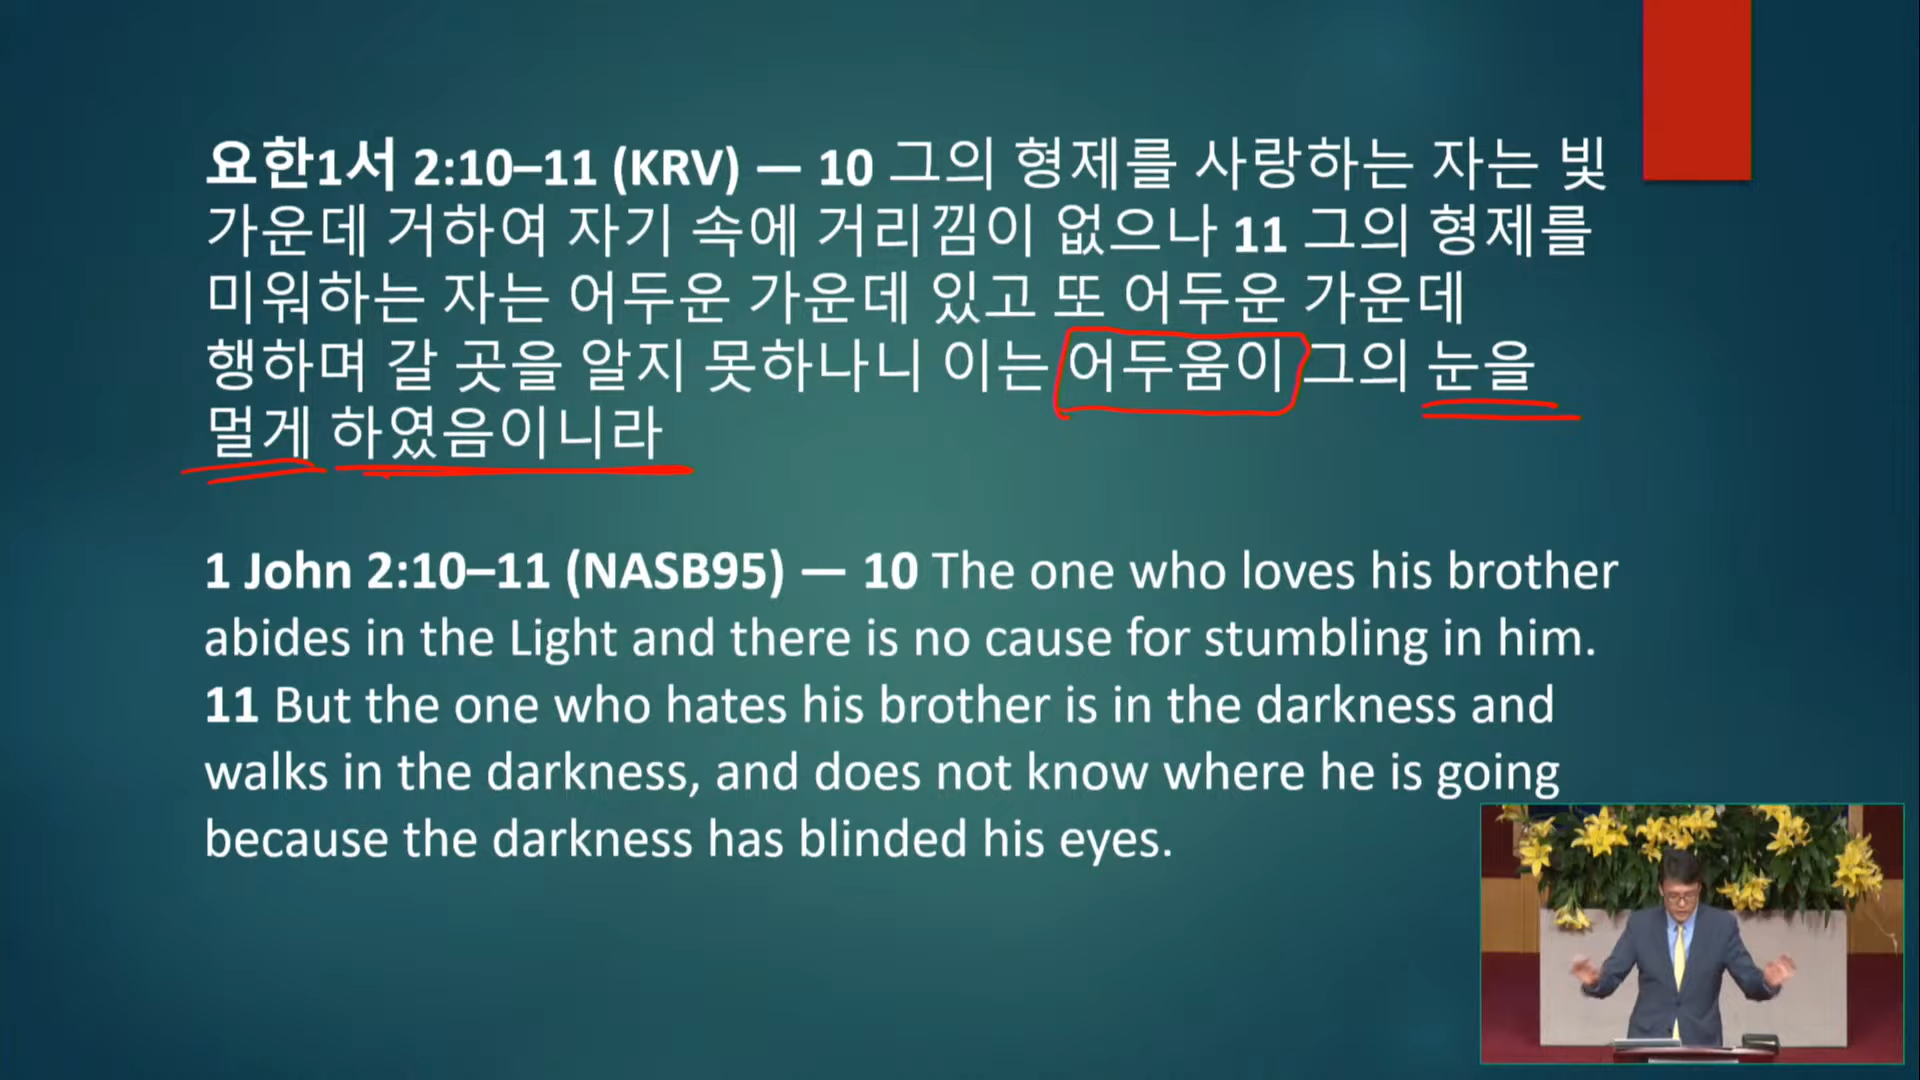 요한1서 2:10–11 (KRV) — 10 그의 형제를 사랑하는 자는 빛
가운데 거하여 자기 속에 거리낌이 없으나 11 그의 형제를
미워하는 자는 어두운 가운데 있고 또 어두운 가운데
행하며 갈 곳을 알지 못하나니 이는 어두움이 그의 눈을
멀게 하였음이니라
1 John 2:10–11 (NASB95) — 10 The one who loves his brother
abides in the Light and there is no cause for stumbling in him.
11 But the one who hates his brother is in the darkness and
walks in the darkness, and does not know where he is going
because the darkness has blinded his eyes.